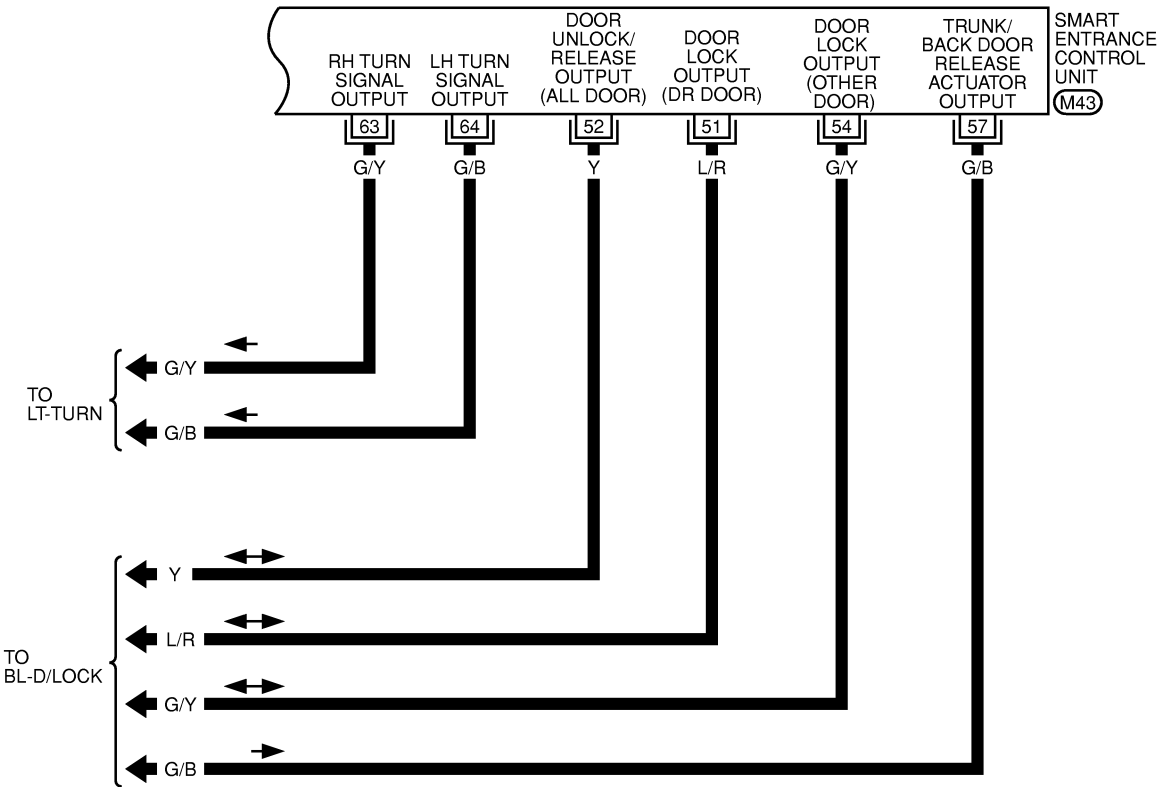 RH TURN
SIGNAL
OUTPUT
LH TURN
SIGNAL
OUTPUT
DOOR
UNLOCK/
RELEASE
OUTPUT
(ALL DOOR)
DOOR
LOCK
OUTPUT
(DR DOOR)
DOOR
LOCK
OUTPUT
(OTHER
DOOR)
TRUNK/
BACK DOOR
RELEASE
ACTUATOR
OUTPUT
SMART
ENTRANCE
CONTROL
UNIT
M43
63
64
52
51
54
57
G/Y
G/B
Y
L/R
G/Y
G/B
TO
LT-TURN
G/Y
G/B
TO
BL-D/LOCK
Y
L/R
G/Y
G/B